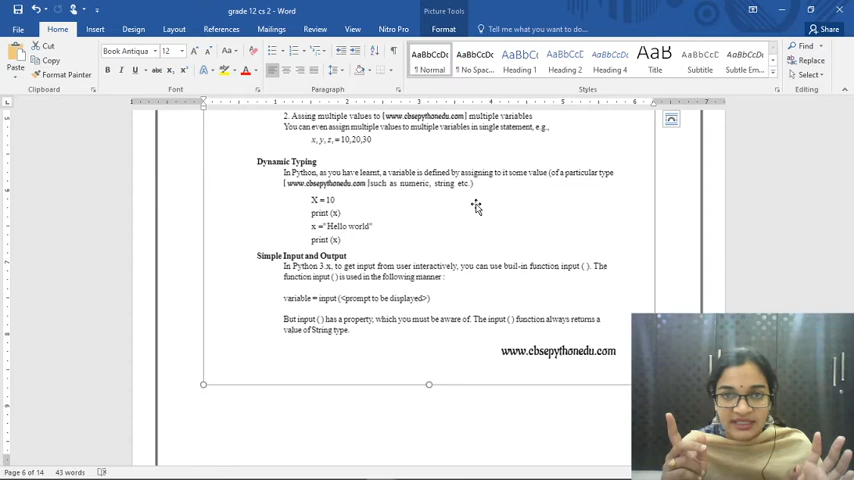 grade 12 cs 2 - Word
Picture Tools
File Home Insert Design Layout References Mailings Review View Nitro Pro Format Tell me what you want to do... Share
Cut
Copy
Format Painter
Paste
Clipboard
Book Antiqua 12
Font
Paragraph
AaBbCcDc AaBbCcDc AaBbC AaBbCcD AaBbCcDc AaB AaBbCcD AaBbCcDc
¶ Normal ¶ No Spac... Heading 1 Heading 2 Heading 4 Title Subtitle Subtle Em...
Styles
Find
Replace
Select
Editing
2. Assing multiple values to [www.cbsepythonedu.com] multiple variables
You can even assign multiple values to multiple variables in single statement, e.g.,
x, y, z, = 10,20,30
Dynamic Typing
In Python, as you have learnt, a variable is defined by assigning to it some value (of a particular type
[ www.cbsepythonedu.com ]such as numeric, string etc.)
X = 10
print (x)
x ="Hello world"
print (x)
Simple Input and Output
In Python 3.x, to get input from user interactively, you can use buil-in function input ( ). The
function input ( ) is used in the following manner :
variable = input (<prompt to be displayed>)
But input ( ) has a property, which you must be aware of. The input ( ) function always returns a
value of String type.
www.cbsepythonedu.com
Page 6 of 14 43 words